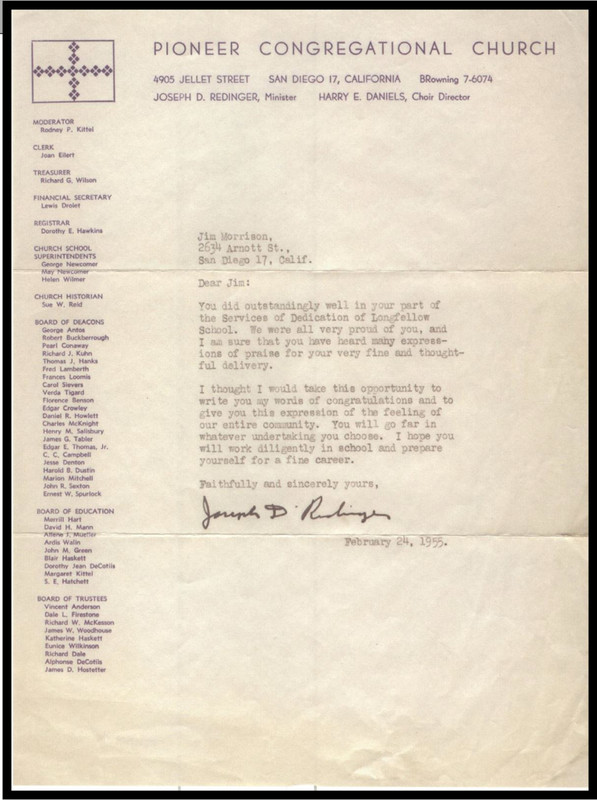 PIONEER CONGREGATIONAL CHURCH
4905 JELLET STREET SAN DIEGO 17, CALIFORNIA BRowning 7-6074
JOSEPH D. REDINGER, Minister HARRY E. DANIELS, Choir Director
MODERATOR
Rodney P. Kittel
CLERK
Joan Eilert
TREASURER
Richard G. Wilson
FINANCIAL SECRETARY
Lewis Drolet
REGISTRAR
Dorothy E. Hawkins
CHURCH SCHOOL
SUPERINTENDENTS
George Newcomer
May Newcomer
Helen Wilmer
CHURCH HISTORIAN
Sue W. Reid
BOARD OF DEACONS
George Antos
Robert Buckberrough
Pearl Conaway
Richard J. Kuhn
Thomas J. Hanks
Fred Lamberth
Frances Loomis
Carol Sievers
Verda Tigard
Florence Benson
Edgar Crowley
Daniel R. Howlett
Charles McKnight
Henry M. Salisbury
James G. Tabler
Edgar E. Thomas, Jr.
C. C. Campbell
Jesse Denton
Harold B. Dustin
Marion Mitchell
John R. Sexton
Ernest W. Spurlock
BOARD OF EDUCATION
Merrill Hart
David H. Mann
Allene J. Mueller
Ardis Walin
John M. Green
Blair Haskett
Dorothy Jean DeCotiis
Margaret Kittel
S. E. Hatchett
BOARD OF TRUSTEES
Vincent Anderson
Dale L. Firestone
Richard W. McKasson
James W. Woodhouse
Katherine Haskett
Eunice Wilkinson
Richard Dale
Alphonse DeCotiis
James D. Hostetter
Jim Morrison,
2634 Arnott St.,
San Diego 17, Calif.
Dear Jim:
You did outstandingly well in your part of
the Services of Dedication of Longfellow
School. We were all very proud of you, and
I am sure that you have heard many express-
ions of praise for your very fine and thought-
ful delivery.
I thought I would take this opportunity to
write you my words of congratulations and to
give you this expression of the feeling of
our entire community. You will go far in
whatever undertaking you choose. I hope you
will work diligently in school and prepare
yourself for a fine career.
Faithfully and sincerely yours,
Joseph D. Redinger
February 24, 1955.